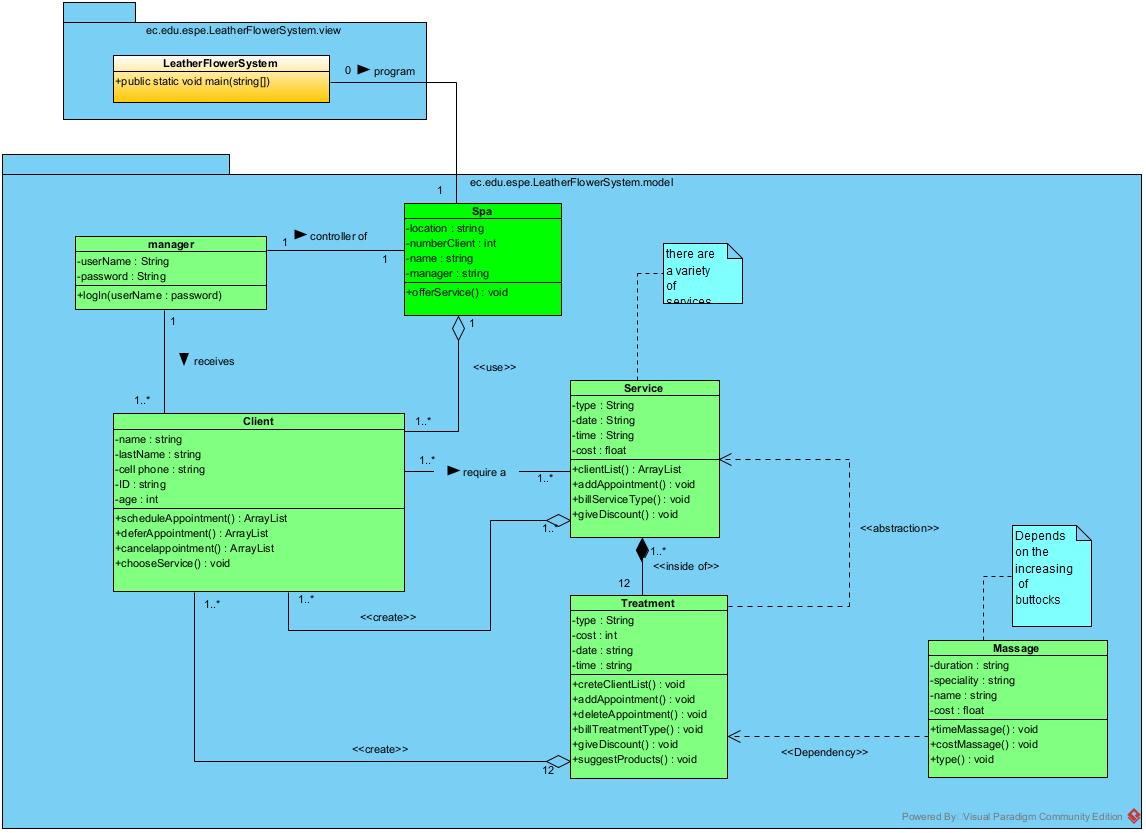 ec.edu.espe.LeatherFlowerSystem.view
LeatherFlowerSystem
+public static void main(string[])
0
program
ec.edu.espe.LeatherFlowerSystem.model
1
Spa
-location : string
-numberClient : int
-name : string
-manager : string
+offerService() : void
manager
-userName : String
-password : String
+logIn(userName : password)
1
controller of
1
there are
a variety
of
services
1
receives
1..*
1
<<use>>
1..*
Client
-name : string
-lastName : string
-cell phone : string
-ID : string
-age : int
+scheduleAppointment() : ArrayList
+deferAppointment() : ArrayList
+cancelappointment() : ArrayList
+chooseService() : void
1..*
require a
1..*
Service
-type : String
-date : String
-time : String
-cost : float
+clientList() : ArrayList
+addAppointment() : void
+billServiceType() : void
+giveDiscount() : void
1..*
<<abstraction>>
1..*
<<inside of>>
12
Depends
on the
increasing
of
buttocks
1..*
1..*
<<create>>
Treatment
-type : String
-cost : int
-date : string
-time : string
+creteClientList() : void
+addAppointment() : void
+deleteAppointment() : void
+billTreatmentType() : void
+giveDiscount() : void
+suggestProducts() : void
Massage
-duration : string
-speciality : string
-name : string
-cost : float
+timeMassage() : void
+costMassage() : void
+type() : void
<<create>>
12
<<Dependency>>
Powered By: Visual Paradigm Community Edition